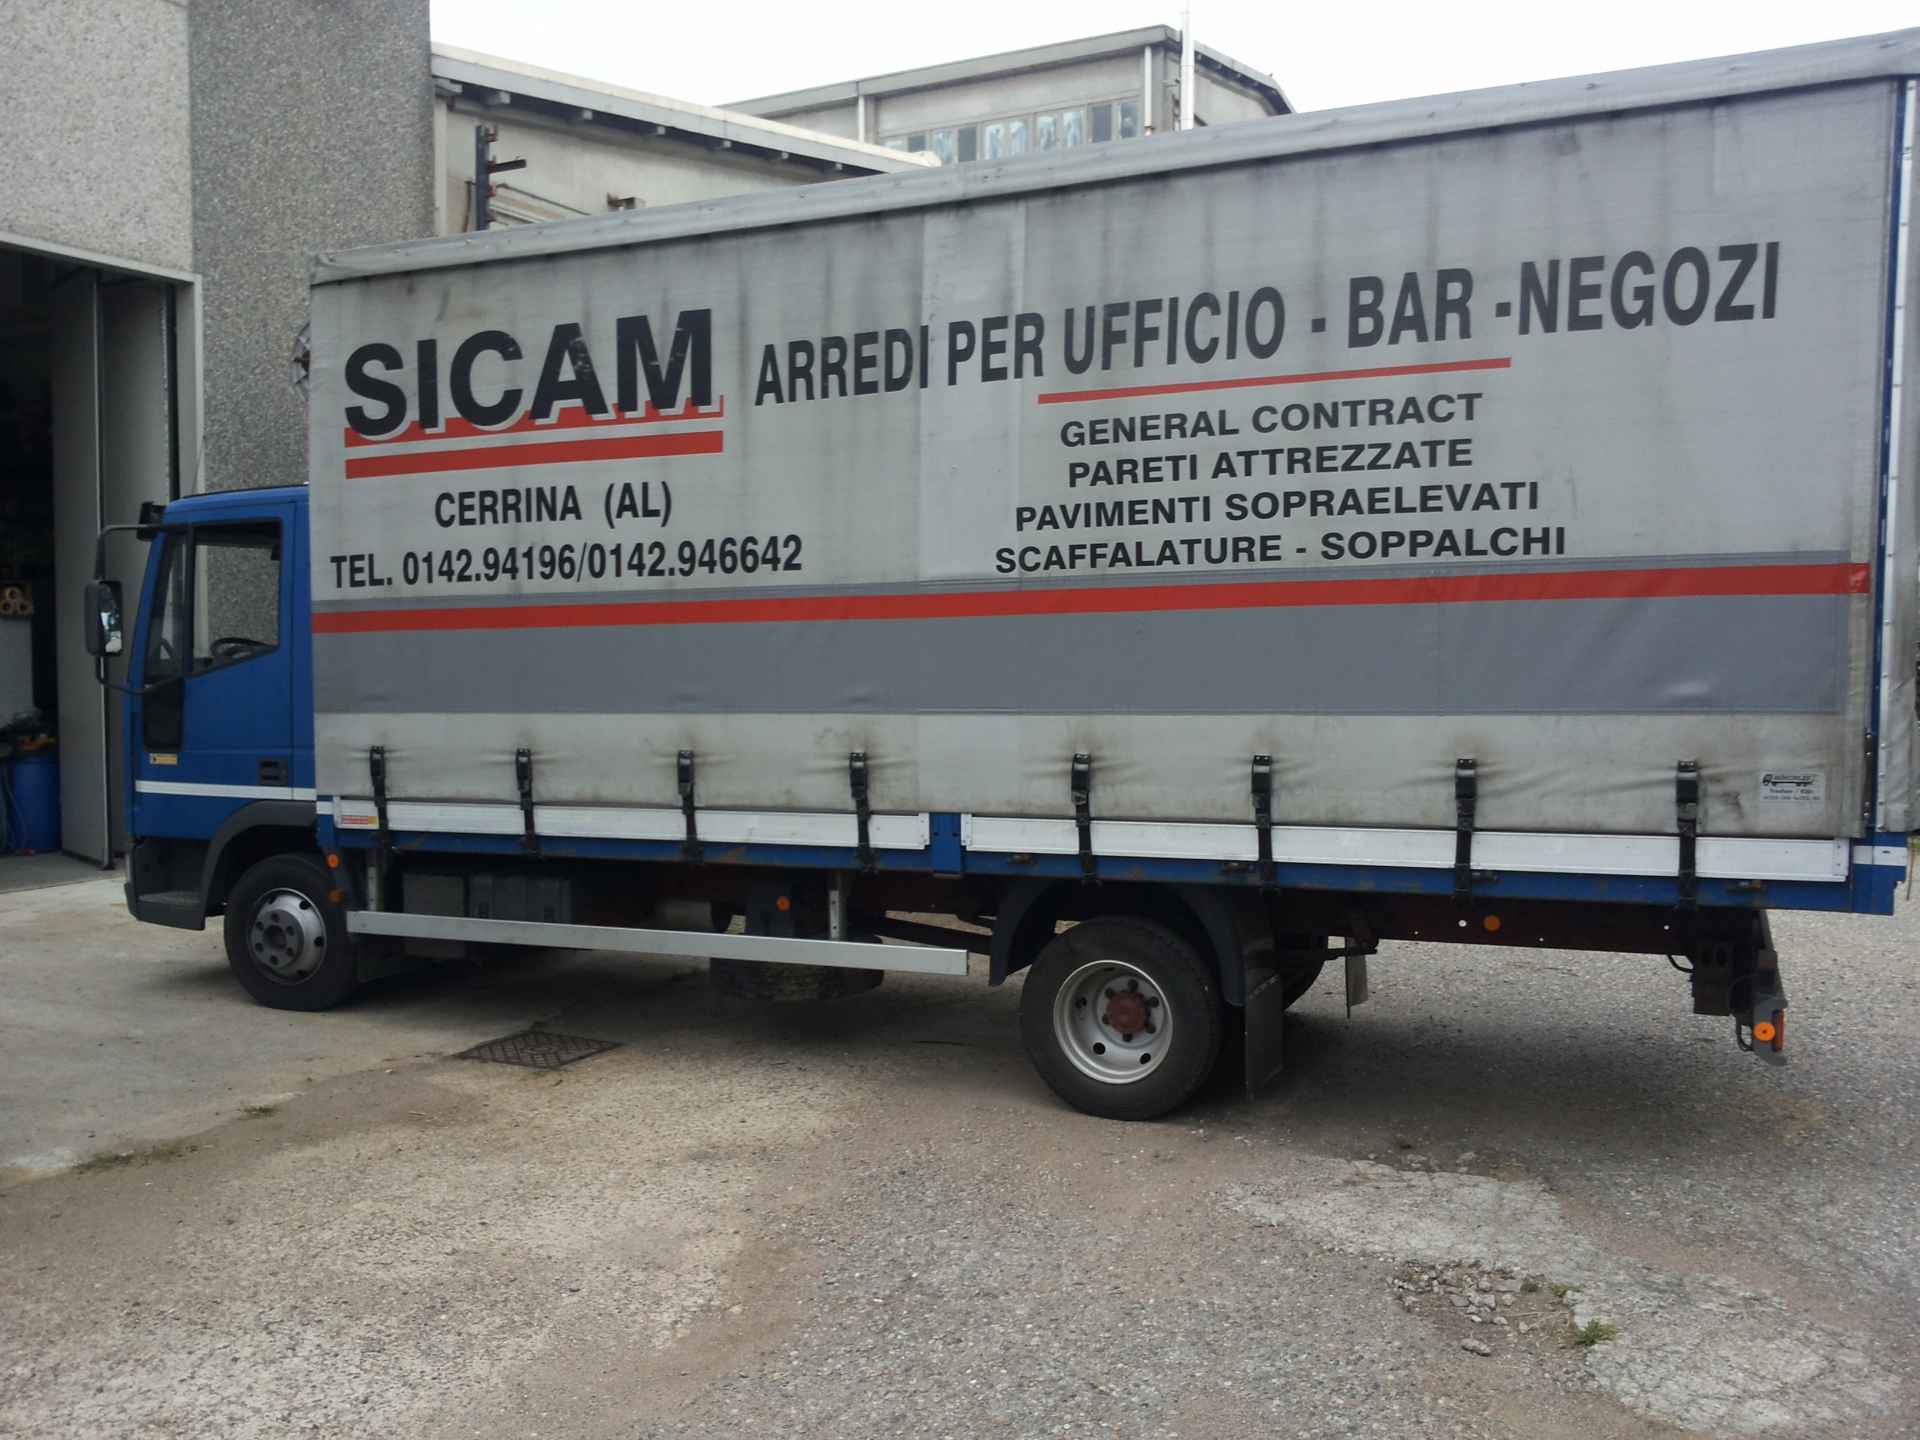 SICAM
CERRINA (AL)
TEL. 0142.94196/0142.946642
ARREDI PER UFFICIO - BAR -NEGOZI
GENERAL CONTRACT
PARETI ATTREZZATE
PAVIMENTI SOPRAELEVATI
SCAFFALATURE - SOPPALCHI